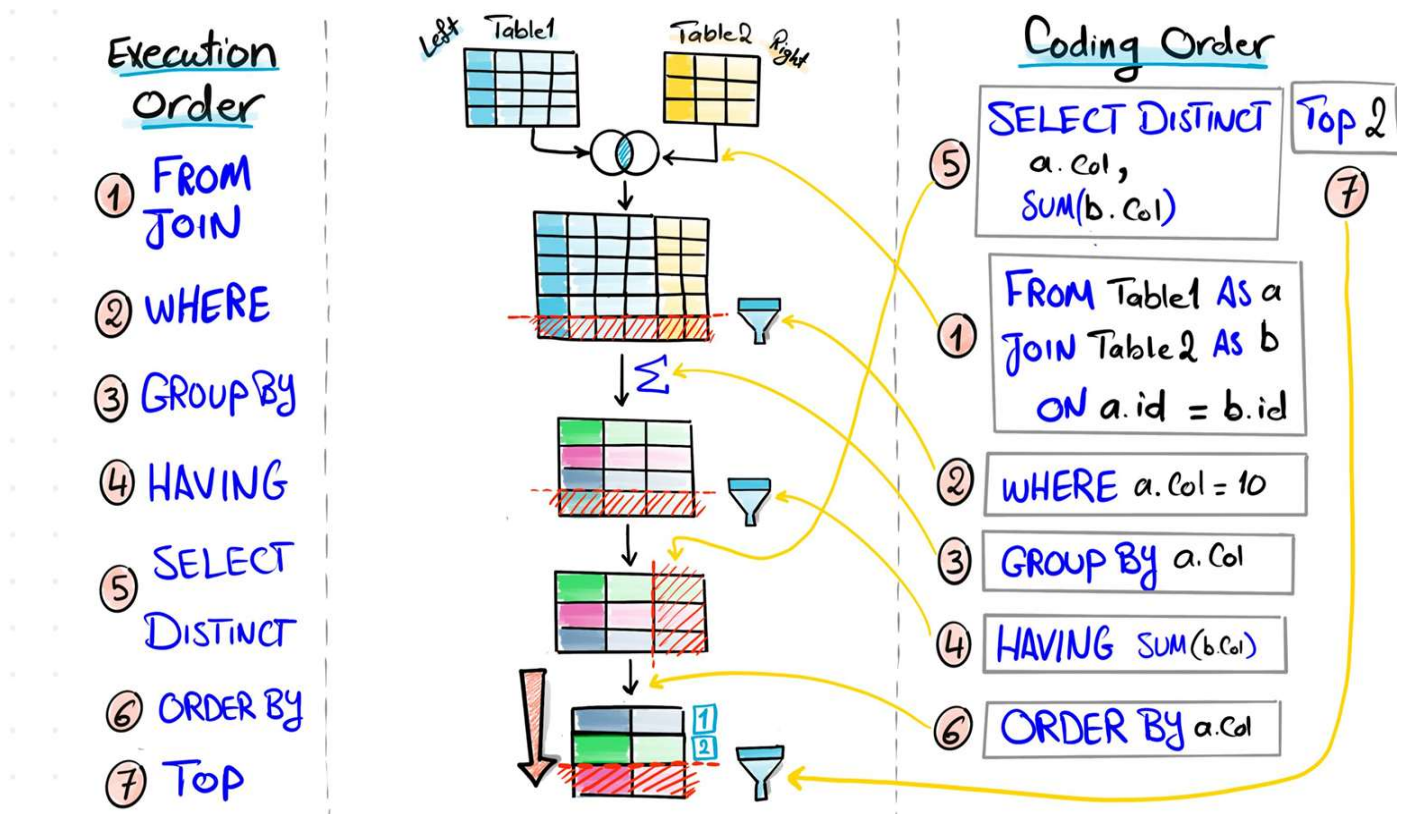 Execution
Order
1 FROM
JOIN
2 WHERE
3 GROUP BY
4 HAVING
5 SELECT
DISTINCT
6 ORDER BY
7 TOP
Left Table1
Table2 Right
Σ
1
2
Coding Order
SELECT DISTINCT
Top 2
5
a.Col,
SUM(b.Col)
7
FROM Table1 AS a
1
JOIN Table2 AS b
ON a.id = b.id
2 WHERE a.Col = 10
3 GROUP BY a.Col
4 HAVING SUM(b.Col)
6 ORDER BY a.Col